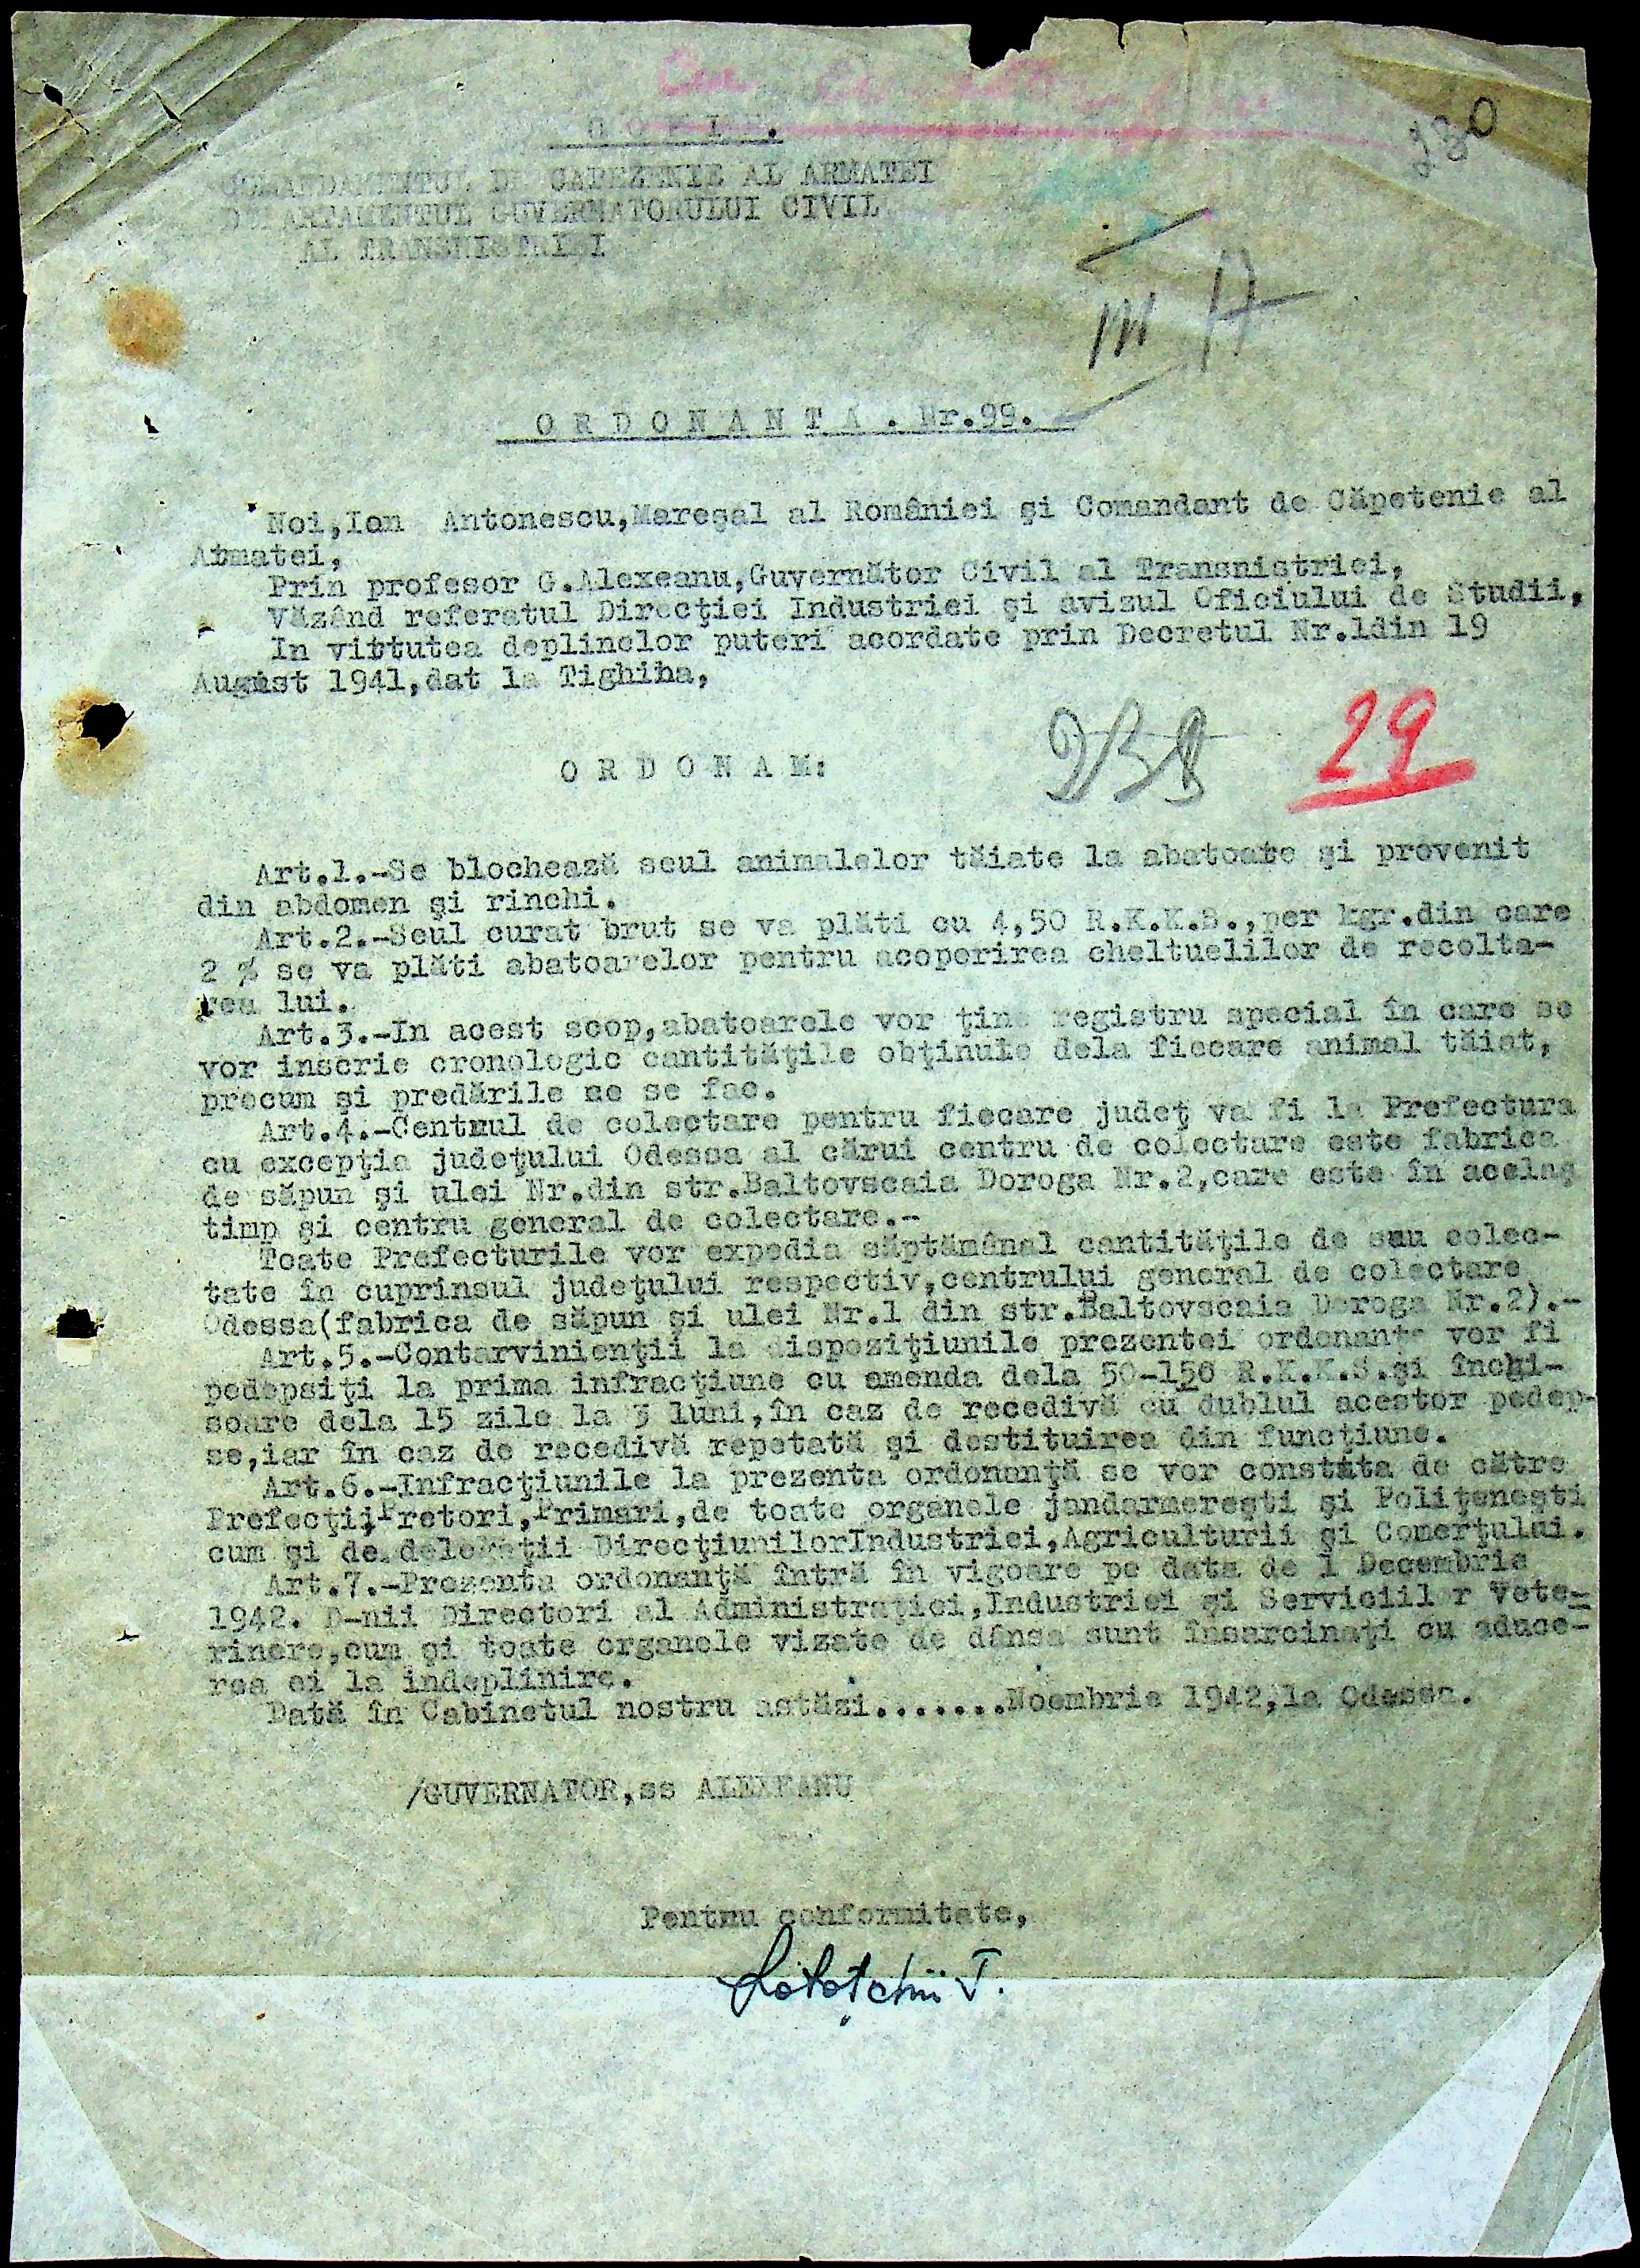 C O P I E.
COMANDAMENTUL DE CAPEZENIE AL ARMATEI
DEPARTAMENTUL GUVERNATORULUI CIVIL
AL TRANSNISTRIEI
O R D O N A N T A . Nr.99.
Noi,Ion Antonescu,Mareşal al României şi Comandant de Căpetenie al
Atmatei,
Prin profesor G.Alexeanu,Guvernător Civil al Transnistriei,
Văzând referatul Direcţiei Industriei şi avizul Oficiului de Studii,
In virtutea deplinelor puteri acordate prin Decretul Nr.1din 19
August 1941,dat la Tighina,
29
O R D O N A M:
Art.1.-Se blochează seul animalelor tăiate la abatoate şi provenit
din abdomen şi rinchi.
Art.2.-Seul curat brut se va plăti cu 4,50 R.K.K.S.,per kgr.din care
2 % se va plăti abatoarelor pentru acoperirea cheltuelilor de recolta-
rea lui.
Art.3.-In acest scop,abatoarele vor ţine registru special în care se
vor inscrie cronologic cantităţile obţinute dela fiecare animal tăiat,
precum şi predările ce se fac.
Art.4.-Centrul de colectare pentru fiecare judeţ va fi la Prefectura
cu excepţia judeţului Odessa al cărui centru de colectare este fabrica
de săpun şi ulei Nr.din str.Baltovscaia Doroga Nr.2,care este în acelaş
timp şi centru general de colectare.-
Toate Prefecturile vor expedia săptămânal cantităţile de seu colec-
tate în cuprinsul judeţului respectiv,centrului general de colectare
Odessa(fabrica de săpun şi ulei Nr.1 din str.Baltovscaia Doroga Nr.2).-
Art.5.-Contarvinienţii la dispoziţiunile prezentei ordonante vor fi
pedepsiţi la prima infracţiune cu amenda dela 50-150 R.K.K.S.şi închi-
soare dela 15 zile la 3 luni,în caz de recedivă cu dublul acestor pedep-
se,iar în caz de recedivă repetată şi destituirea din funcţiune.
Art.6.-Infracţiunile la prezenta ordonanţă se vor constata de către
Prefecţii,Pretori,Primari,de toate organele jandarmereşti şi Poliţeneşti
cum şi de delegaţii DirecţiunilorIndustriei,Agriculturii şi Comerţului.
Art.7.-Prezenta ordonanţă întră în vigoare pe data de 1 Decembrie
1942. D-nii Directori al Administraţiei,Industriei şi Serviciilor Vete-
rinere,cum şi toate organele vizate de dânsa sunt însarcinaţi cu aduce-
rea ei la indeplinire.
Dată în Cabinetul nostru astăzi.......Noembrie 1942,la Odessa.
/GUVERNATOR,ss ALEXEANU
Pentru conformitate,